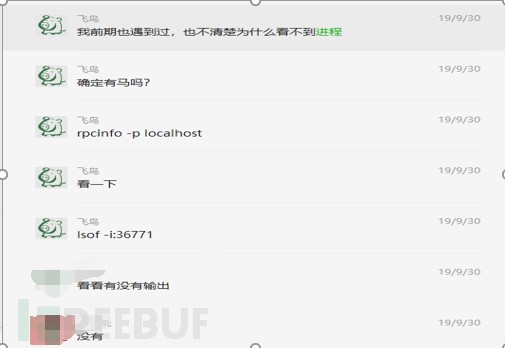 飞鸟 19/9/30
我前期也遇到过，也不清楚为什么看不到进程
飞鸟 19/9/30
确定有马吗？
飞鸟 19/9/30
rpcinfo -p localhost
飞鸟 19/9/30
看一下
飞鸟 19/9/30
lsof -i:36771
19/9/30
看看有没有输出
19/9/30
没有
REEBUF